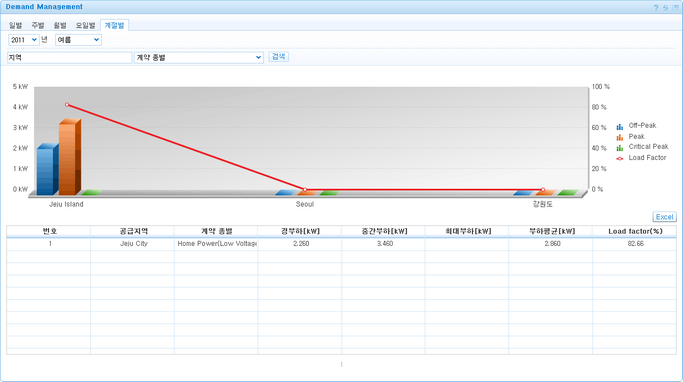 Demand Management
일별 주별 월별 요일별 계절별
2011 년 여름
지역 계약 종별 검색
5 kW 100 %
4 kW 80 %
3 kW 60 %
2 kW 40 %
1 kW 20 %
0 kW 0 %
Off-Peak
Peak
Critical Peak
Load Factor
Jeju Island Seoul 강원도
Excel
번호 공급지역 계약 종별 경부하[kW] 중간부하[kW] 최대부하[kW] 부하평균[kW] Load factor(%)
1 Jeju City Home Power(Low Voltage 2.260 3.460 2.860 82.66